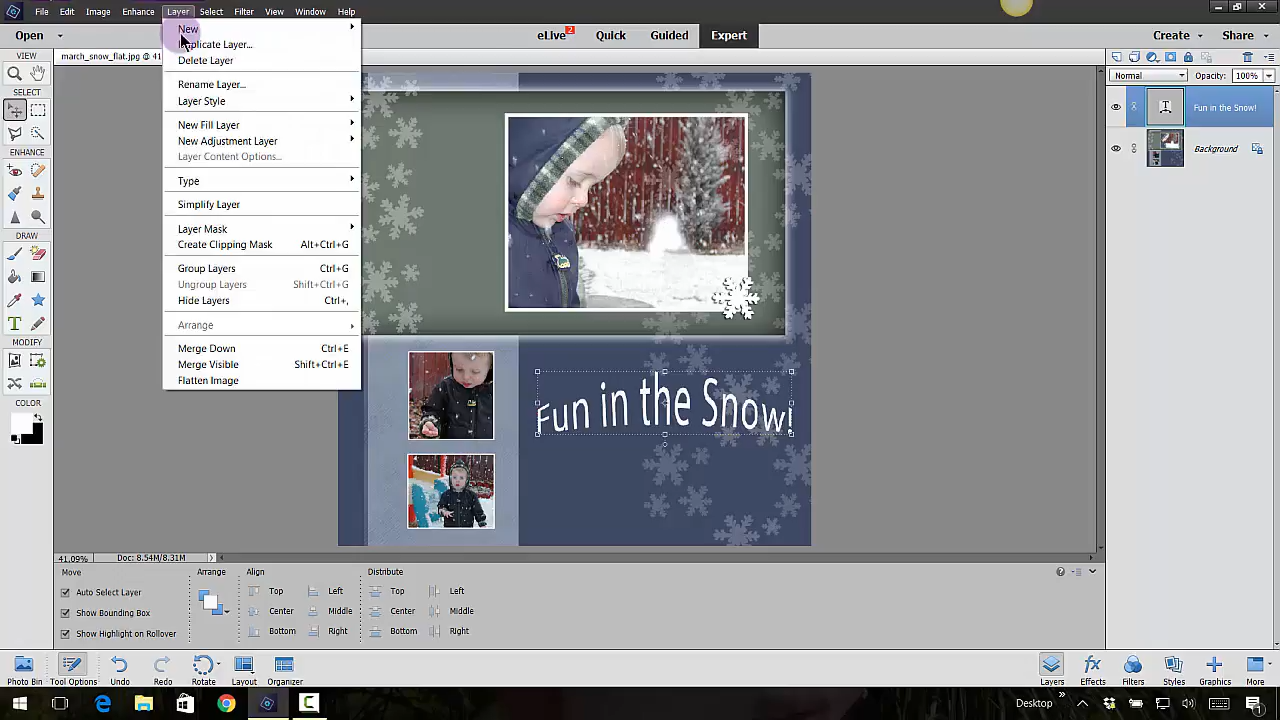 File Edit Image Enhance Layer Select Filter View Window Help
Open
eLive 2 Quick Guided Expert
Create Share
march_snow_flat.jpg @ 41
VIEW
SELECT
ENHANCE
DRAW
MODIFY
COLOR
New
Duplicate Layer...
Delete Layer
Rename Layer...
Layer Style
New Fill Layer
New Adjustment Layer
Layer Content Options...
Type
Simplify Layer
Layer Mask
Create Clipping Mask Alt+Ctrl+G
Group Layers Ctrl+G
Ungroup Layers Shift+Ctrl+G
Hide Layers Ctrl+,
Arrange
Merge Down Ctrl+E
Merge Visible Shift+Ctrl+E
Flatten Image
Fun in the Snow!
Normal Opacity: 100%
T Fun in the Snow!
Background
41.09% Doc: 8.54M/8.31M
Move Arrange Align Distribute
Auto Select Layer
Show Bounding Box
Show Highlight on Rollover
Top Left Top Left
Center Middle Center Middle
Bottom Right Bottom Right
Photo Bin Tool Options Undo Redo Rotate Layout Organizer
Layers Effects Filters Styles Graphics More
Desktop